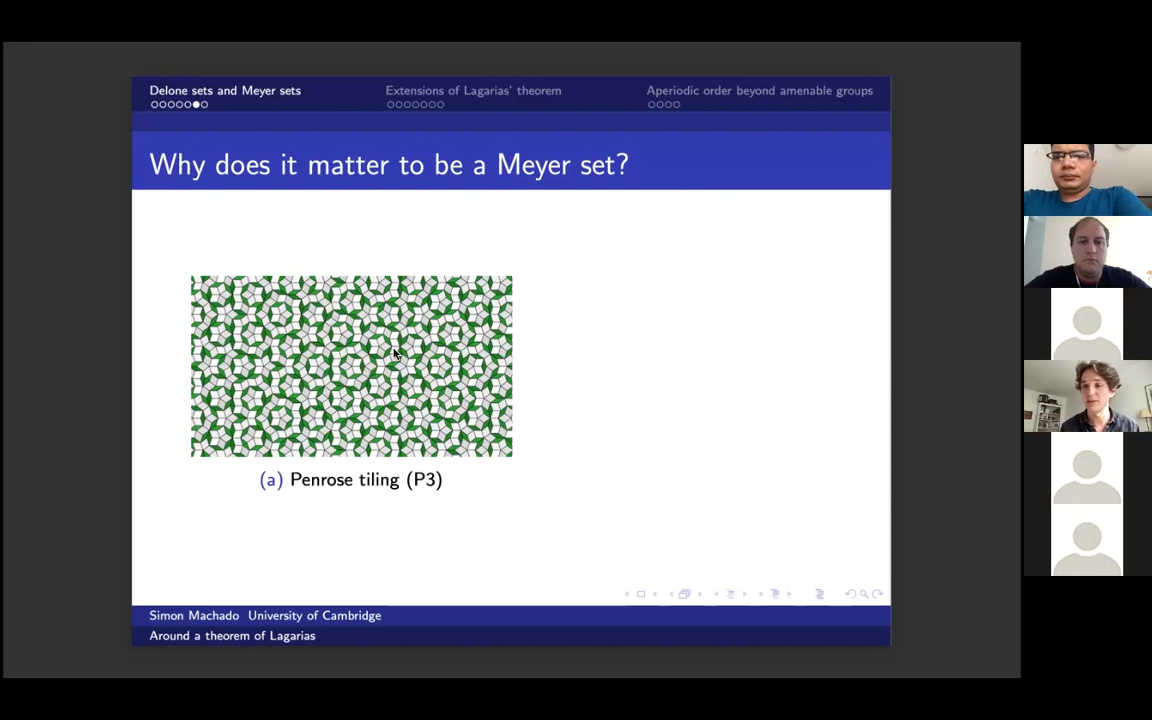 Delone sets and Meyer sets
Extensions of Lagarias' theorem
Aperiodic order beyond amenable groups
Why does it matter to be a Meyer set?
(a) Penrose tiling (P3)
Simon Machado University of Cambridge
Around a theorem of Lagarias